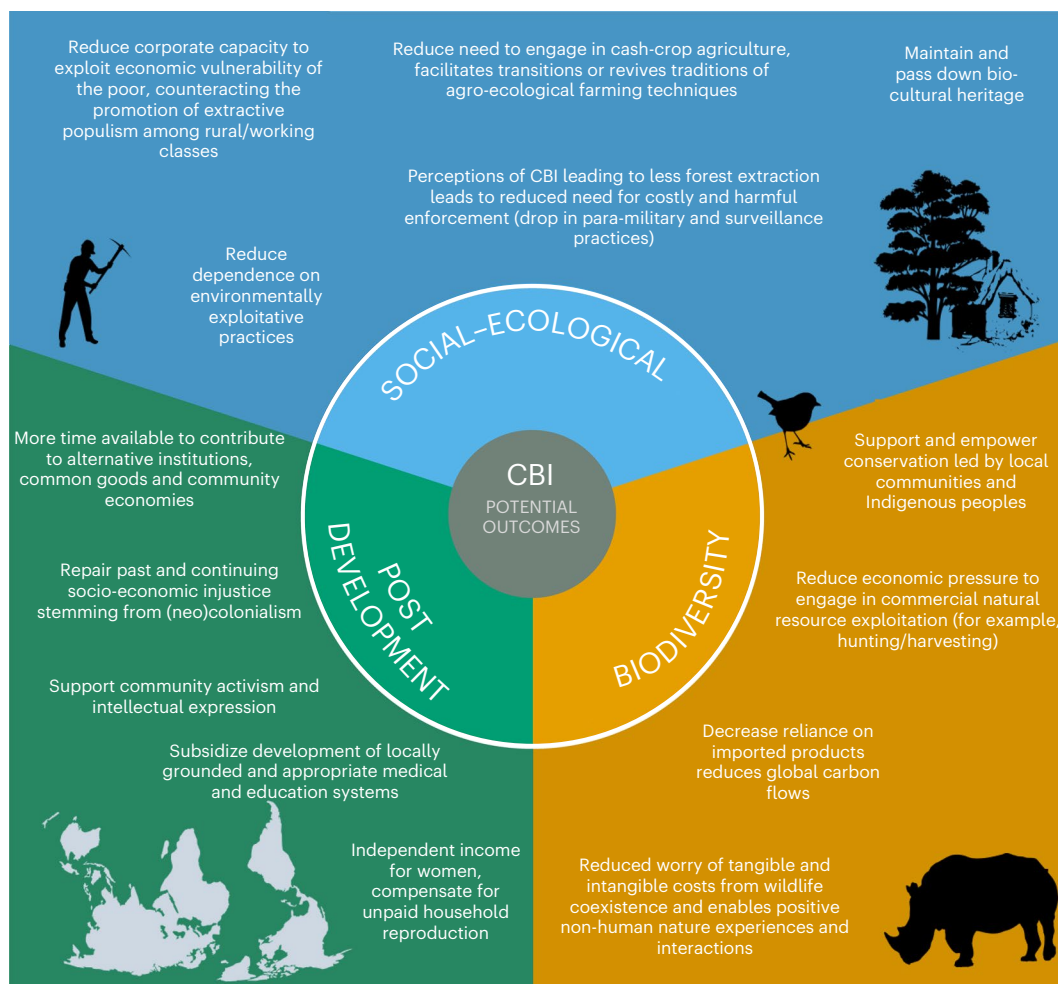 Reduce corporate capacity to
exploit economic vulnerability of
the poor, counteracting the
promotion of extractive
populism among rural/working
classes
Reduce need to engage in cash-crop agriculture,
facilitates transitions or revives traditions of
agro-ecological farming techniques
Maintain and
pass down bio-
cultural heritage
Perceptions of CBI leading to less forest extraction
leads to reduced need for costly and harmful
enforcement (drop in para-military and surveillance
practices)
Reduce
dependence on
environmentally
exploitative
practices
SOCIAL–ECOLOGICAL
CBI
POTENTIAL
OUTCOMES
POST
DEVELOPMENT
BIODIVERSITY
More time available to contribute
to alternative institutions,
common goods and community
economies
Repair past and continuing
socio-economic injustice
stemming from (neo)colonialism
Support community activism and
intellectual expression
Subsidize development of locally
grounded and appropriate medical
and education systems
Independent income
for women,
compensate for
unpaid household
reproduction
Support and empower
conservation led by local
communities and
Indigenous peoples
Reduce economic pressure to
engage in commercial natural
resource exploitation (for example,
hunting/harvesting)
Decrease reliance on
imported products
reduces global carbon
flows
Reduced worry of tangible and
intangible costs from wildlife
coexistence and enables positive
non-human nature experiences and
interactions